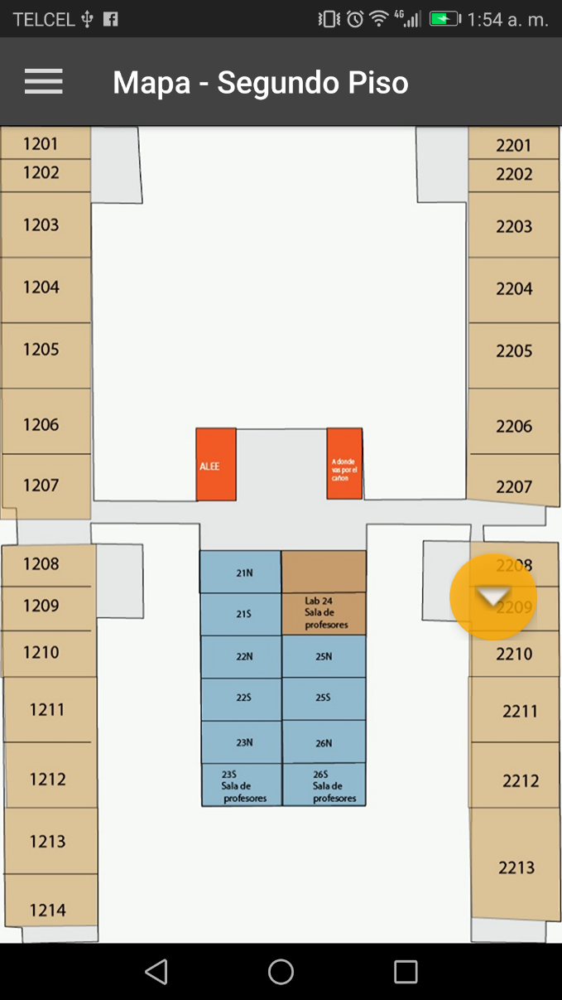 TELCEL 4G 1:54 a. m.
Mapa - Segundo Piso
1201
1202
1203
1204
1205
1206
1207
1208
1209
1210
1211
1212
1213
1214
ALEE
A donde
vas por el
cañon
21N
21S
22N
22S
23N
23S
Sala de
profesores
Lab 24
Sala de
profesores
25N
25S
26N
26S
Sala de
profesores
2201
2202
2203
2204
2205
2206
2207
2208
2209
2210
2211
2212
2213